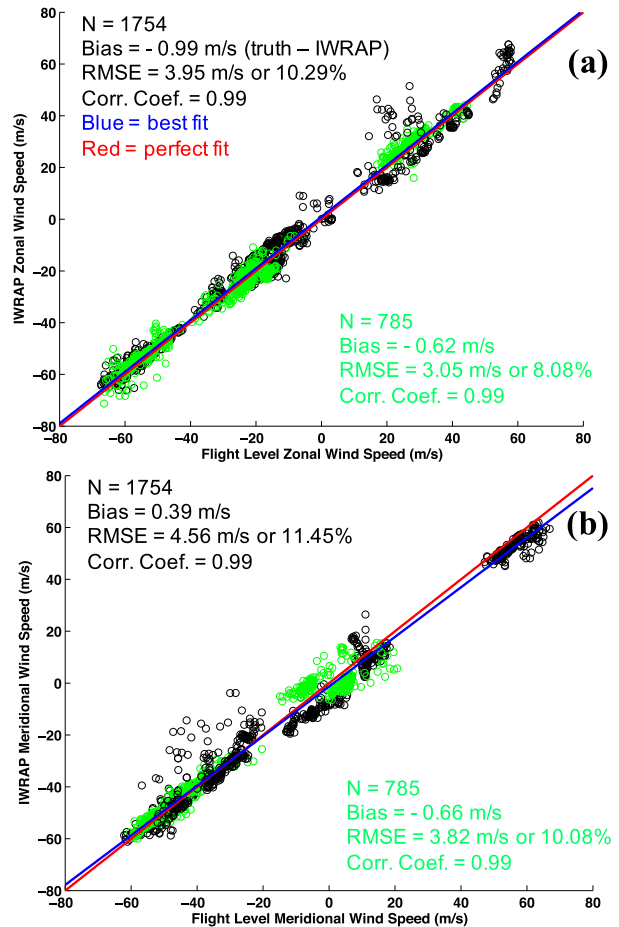 80
60
40
20
0
−20
−40
−60
−80
IWRAP Zonal Wind Speed (m/s)
N = 1754
Bias = - 0.99 m/s (truth – IWRAP)
RMSE = 3.95 m/s or 10.29%
Corr. Coef. = 0.99
Blue = best fit
Red = perfect fit
(a)
N = 785
Bias = - 0.62 m/s
RMSE = 3.05 m/s or 8.08%
Corr. Coef. = 0.99
−80 −60 −40 −20 0 20 40 60 80
Flight Level Zonal Wind Speed (m/s)
80
60
40
20
0
−20
−40
−60
−80
IWRAP Meridional Wind Speed (m/s)
N = 1754
Bias = 0.39 m/s
RMSE = 4.56 m/s or 11.45%
Corr. Coef. = 0.99
(b)
N = 785
Bias = - 0.66 m/s
RMSE = 3.82 m/s or 10.08%
Corr. Coef. = 0.99
−80 −60 −40 −20 0 20 40 60 80
Flight Level Meridional Wind Speed (m/s)